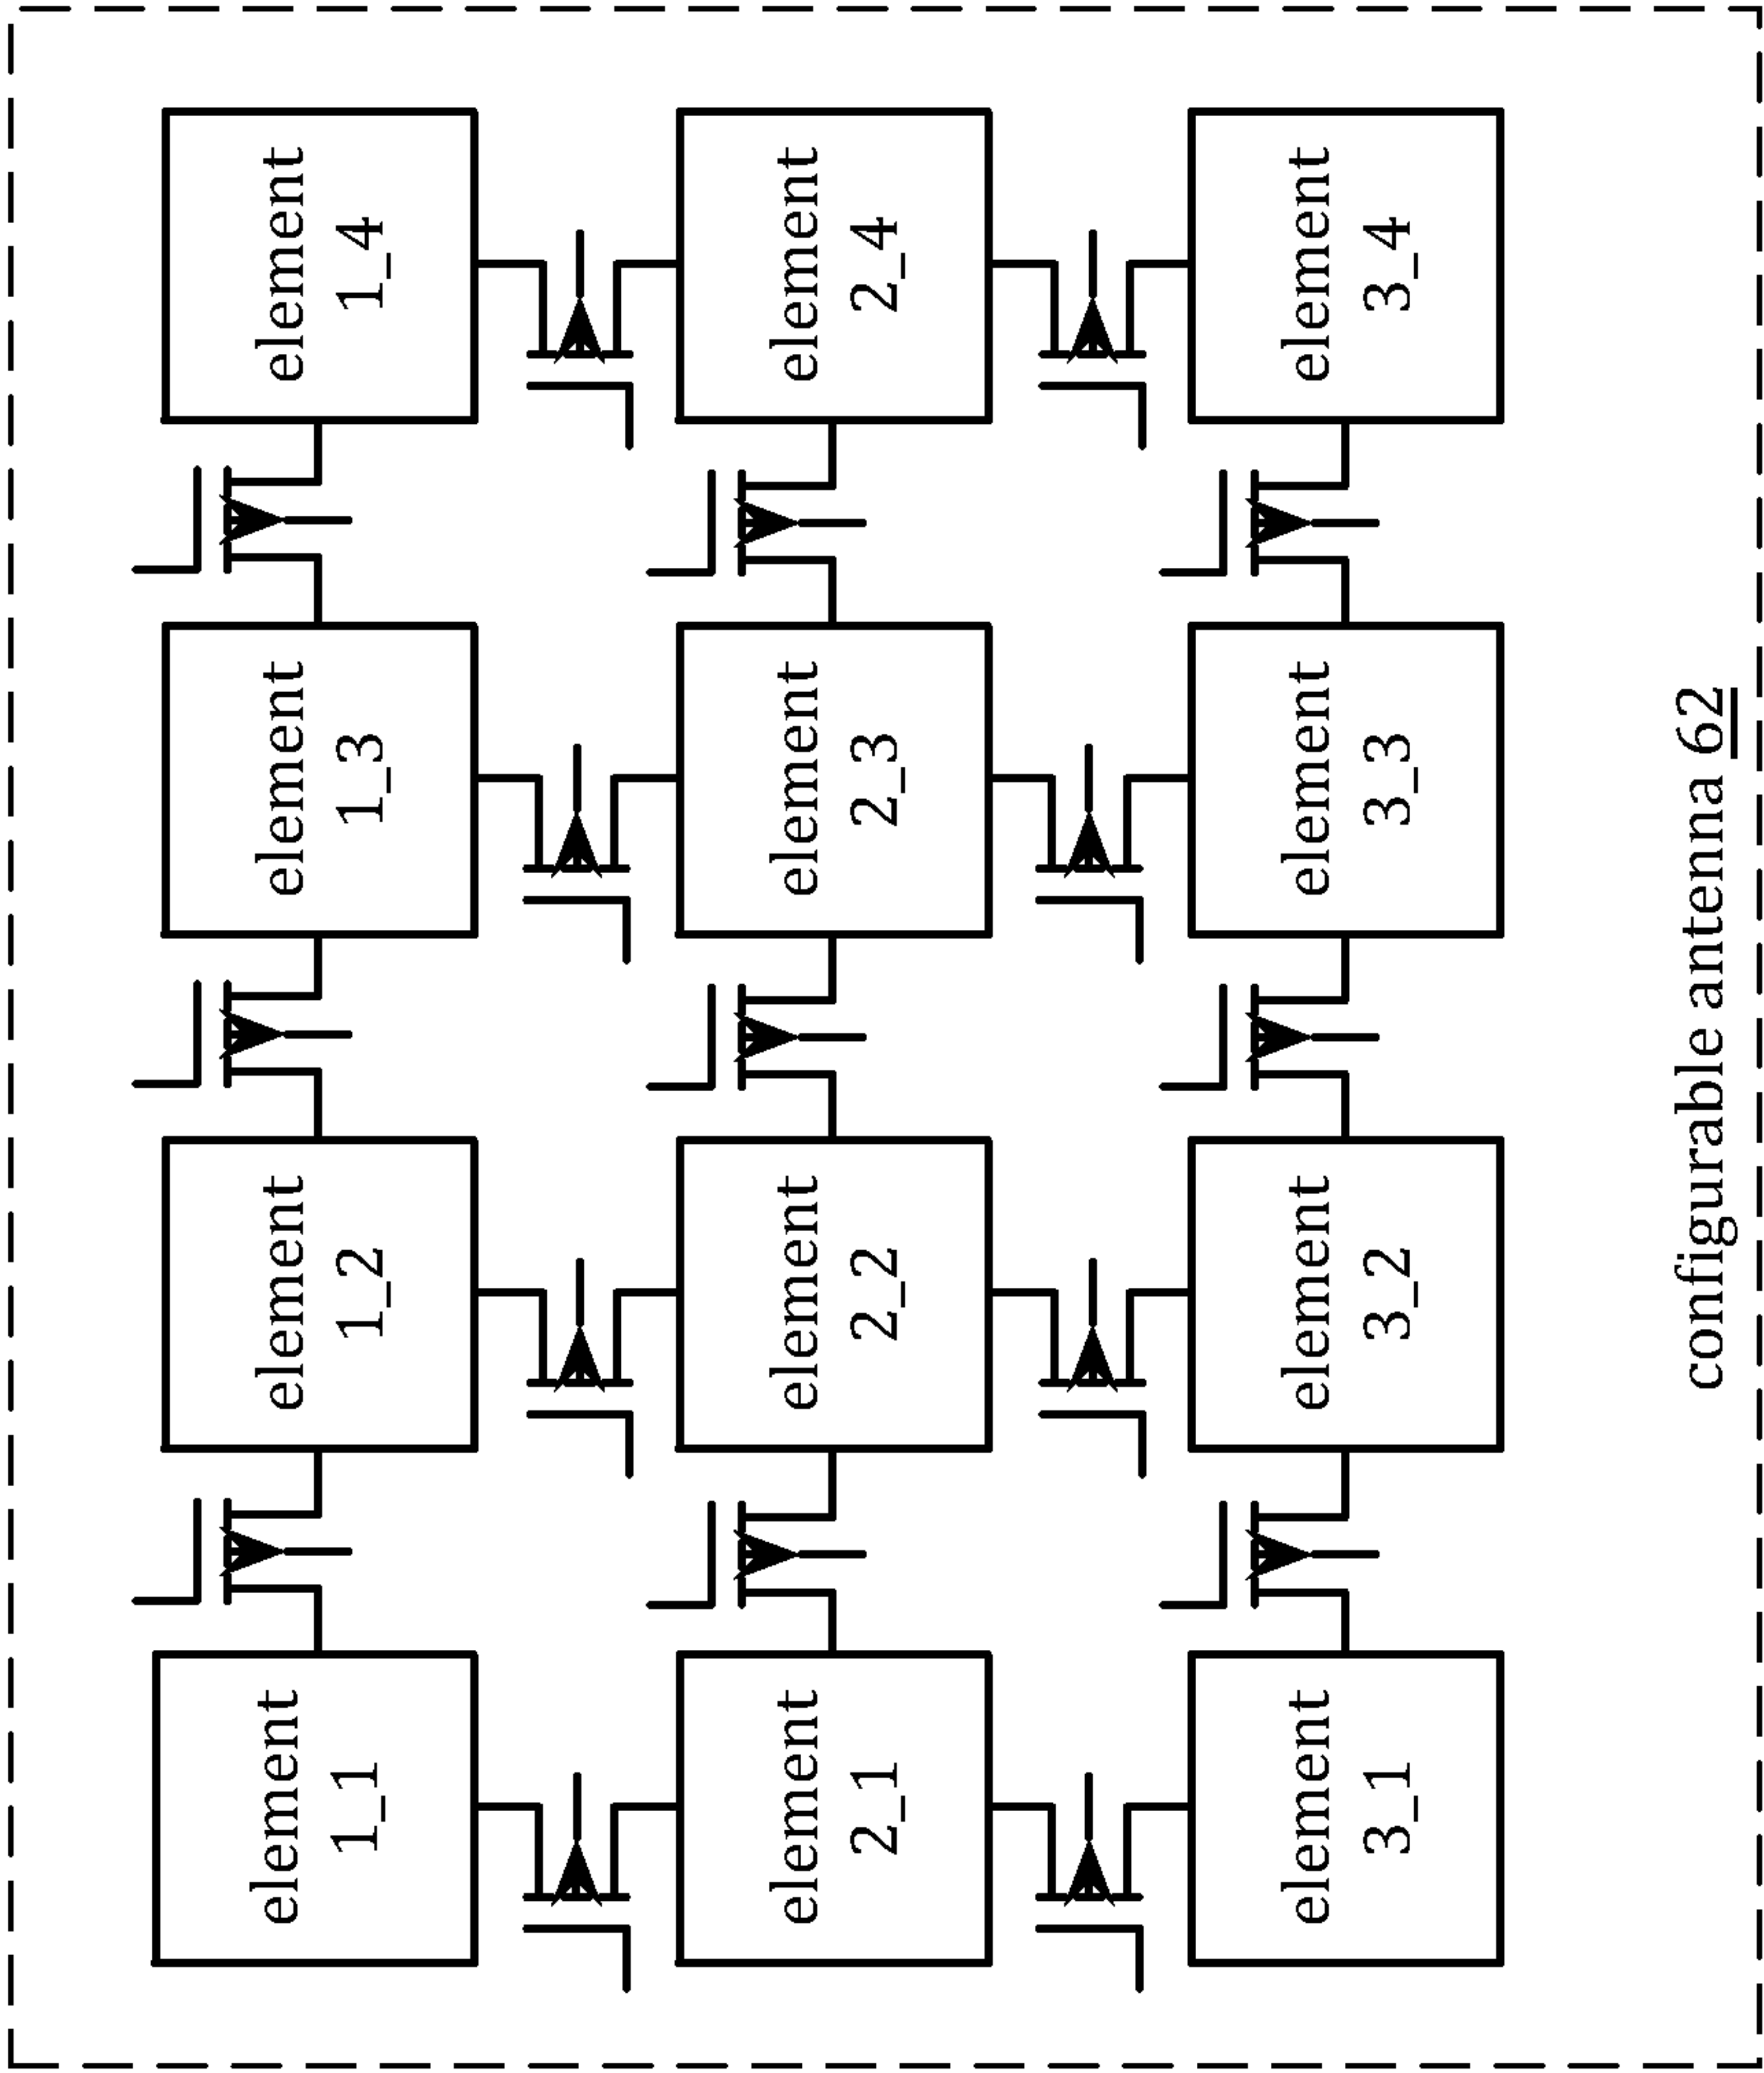 element
1_1
element
1_2
element
1_3
element
1_4
element
2_1
element
2_2
element
2_3
element
2_4
element
3_1
element
3_2
element
3_3
element
3_4
configurable antenna 62